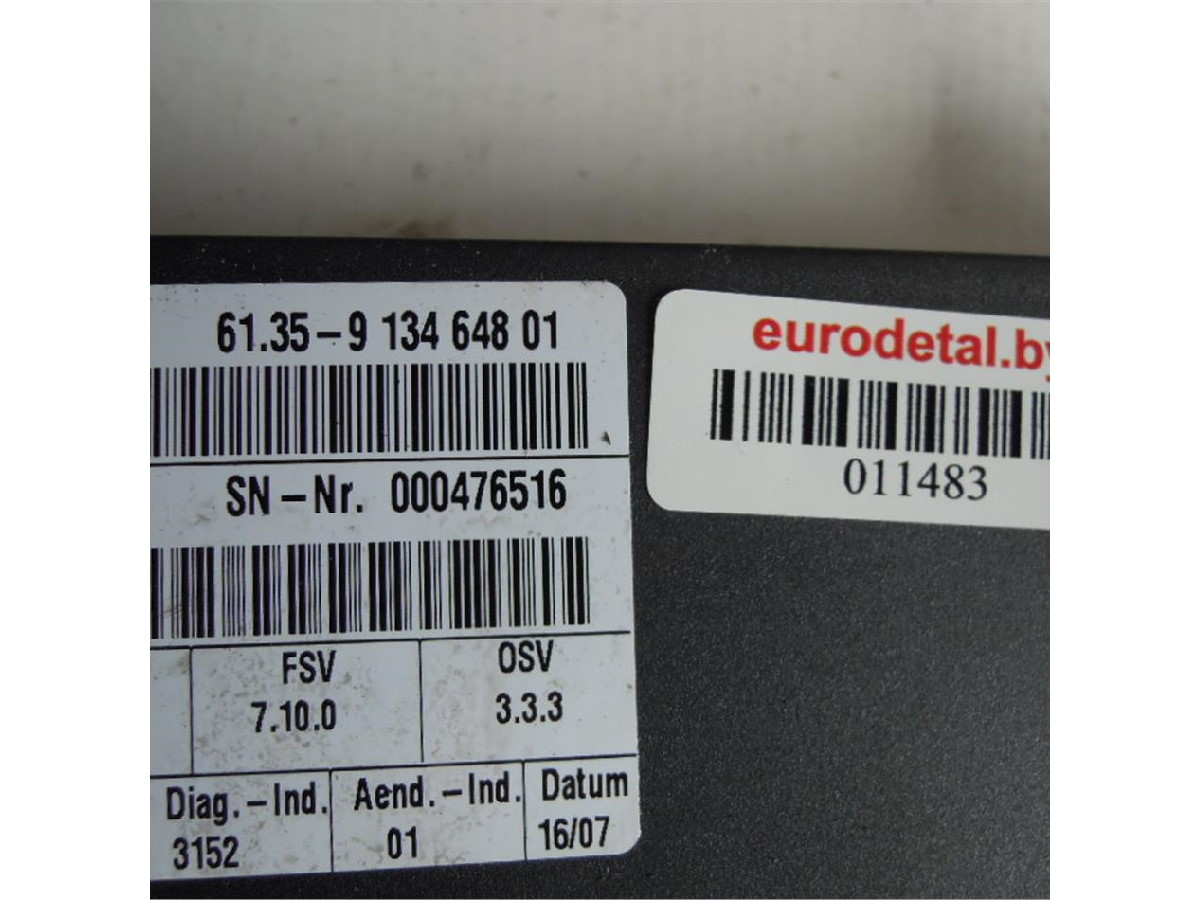 61.35-9 134 648 01
SN-Nr. 000476516
FSV
7.10.0
OSV
3.3.3
Diag.-Ind.
3152
Aend.-Ind.
01
Datum
16/07
eurodetal.by
011483